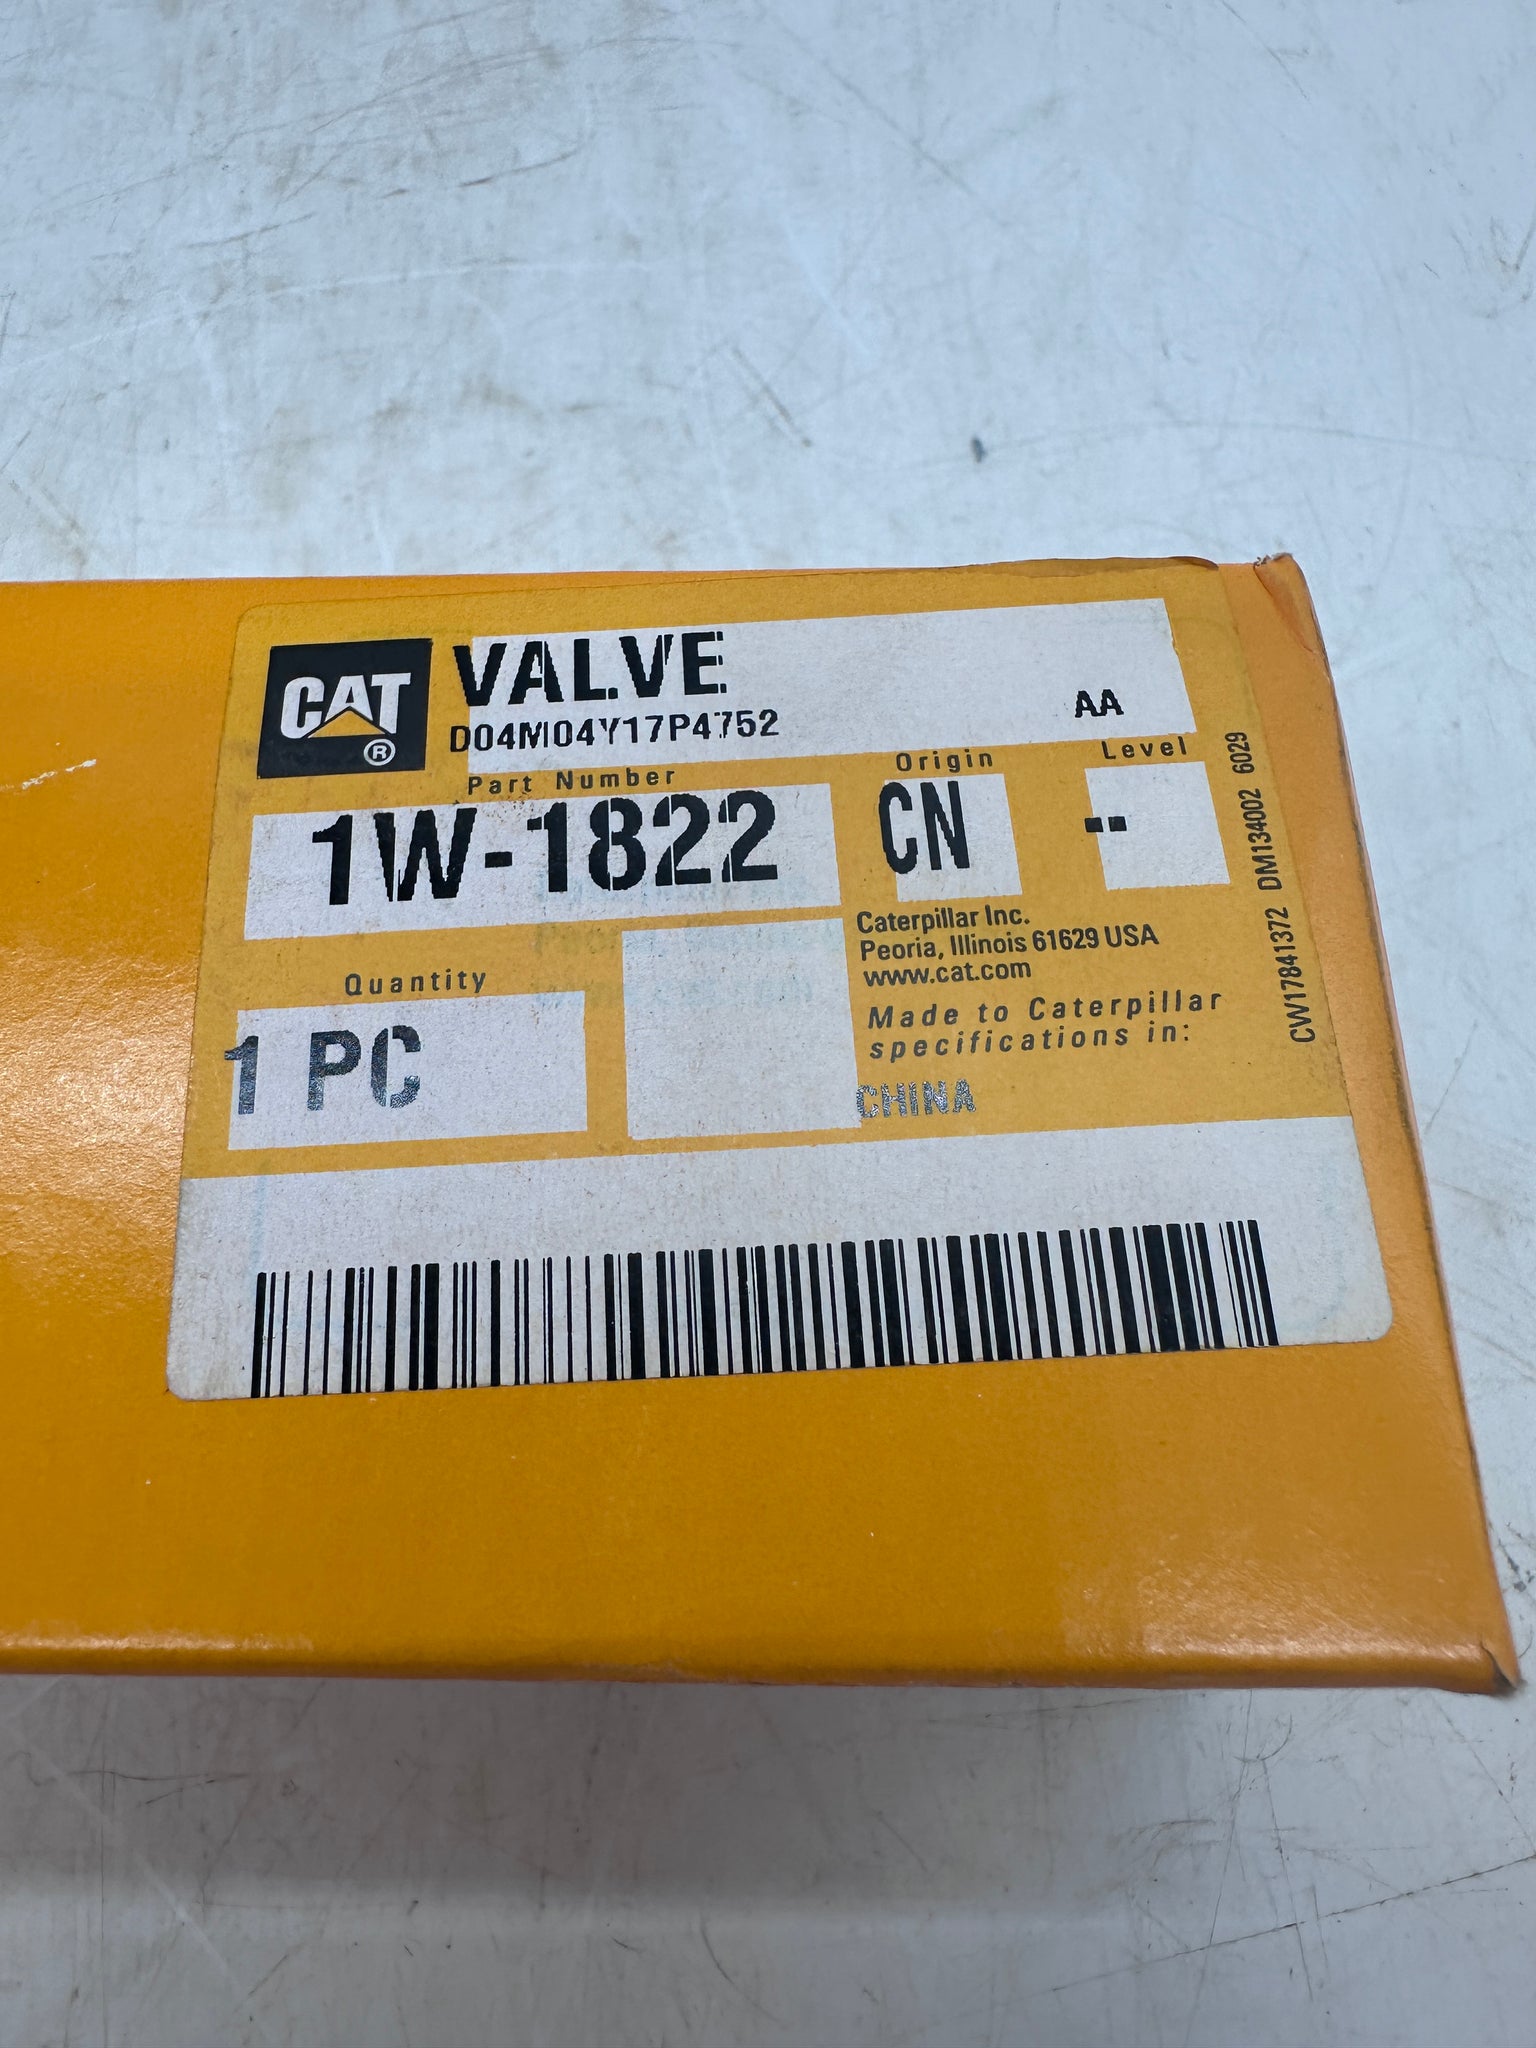 CAT
®
VALVE
D04M04Y17P4752
AA
Part Number
Origin
Level
1W-1822
CN
--
Caterpillar Inc.
Peoria, Illinois 61629 USA
www.cat.com
Quantity
1 PC
Made to Caterpillar
specifications in:
CHINA
CW17841372 DM134002 6029